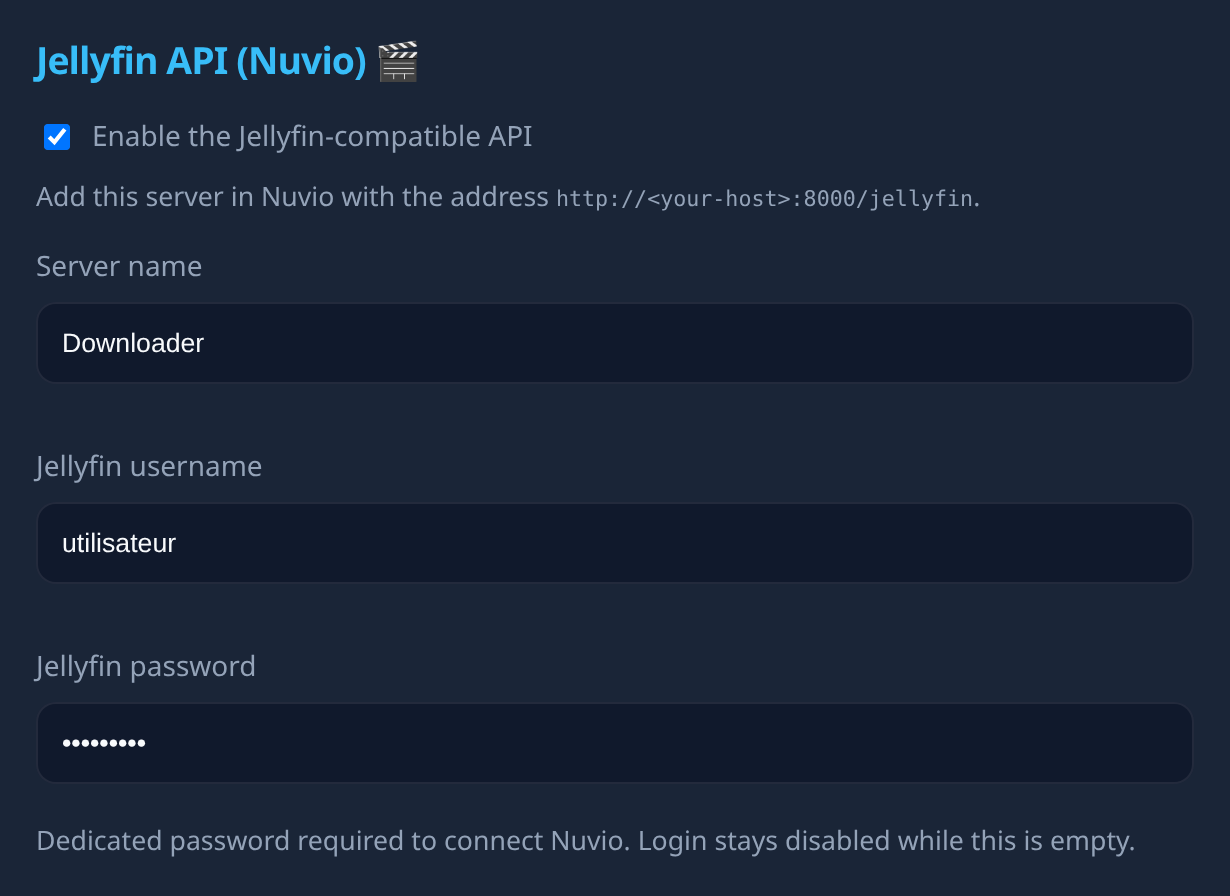 Jellyfin API (Nuvio) 🎬
Enable the Jellyfin-compatible API
Add this server in Nuvio with the address http://<your-host>:8000/jellyfin.
Server name
Downloader
Jellyfin username
utilisateur
Jellyfin password
•••••••••
Dedicated password required to connect Nuvio. Login stays disabled while this is empty.